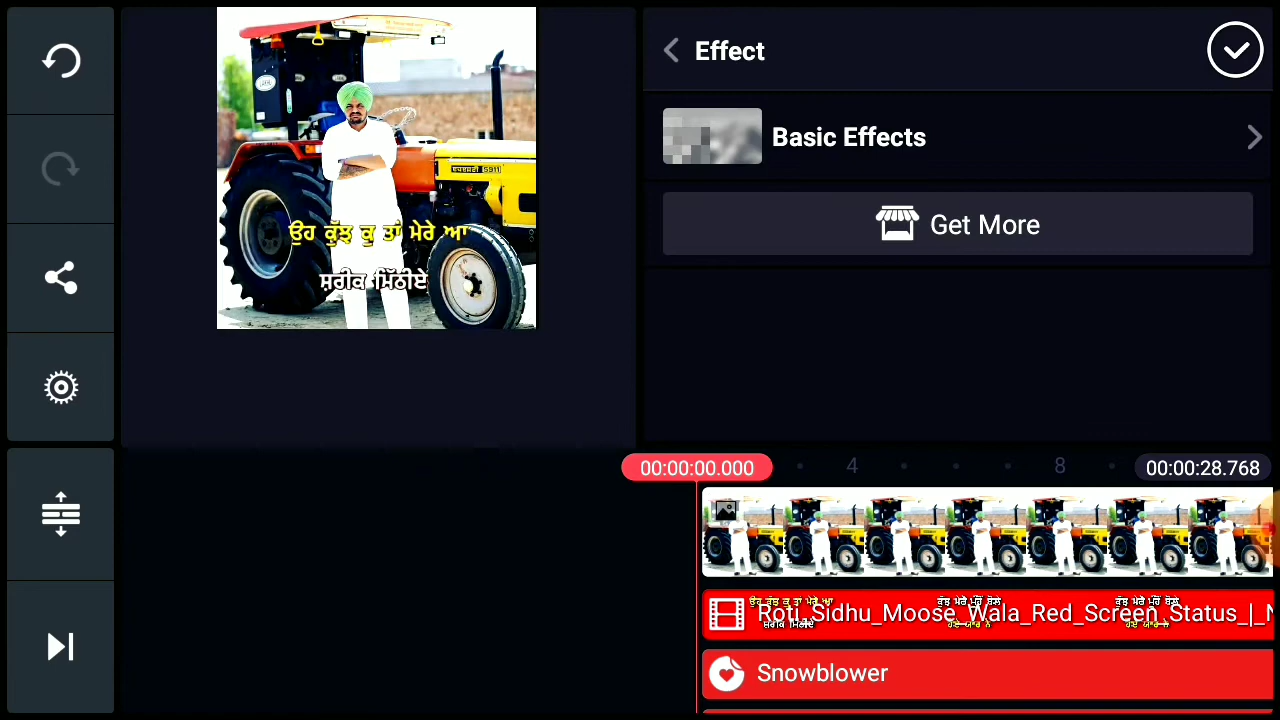 Effect
Basic Effects
Get More
ਉਹ ਕੁੱਝ ਕੁ ਤਾਂ ਮੇਰੇ ਆ
ਸ਼ਰੀਕ ਮਿੱਠੀਏ
00:00:00.000
4
8
00:00:28.768
Roti_Sidhu_Moose_Wala_Red_Screen_Status_|_N
Snowblower